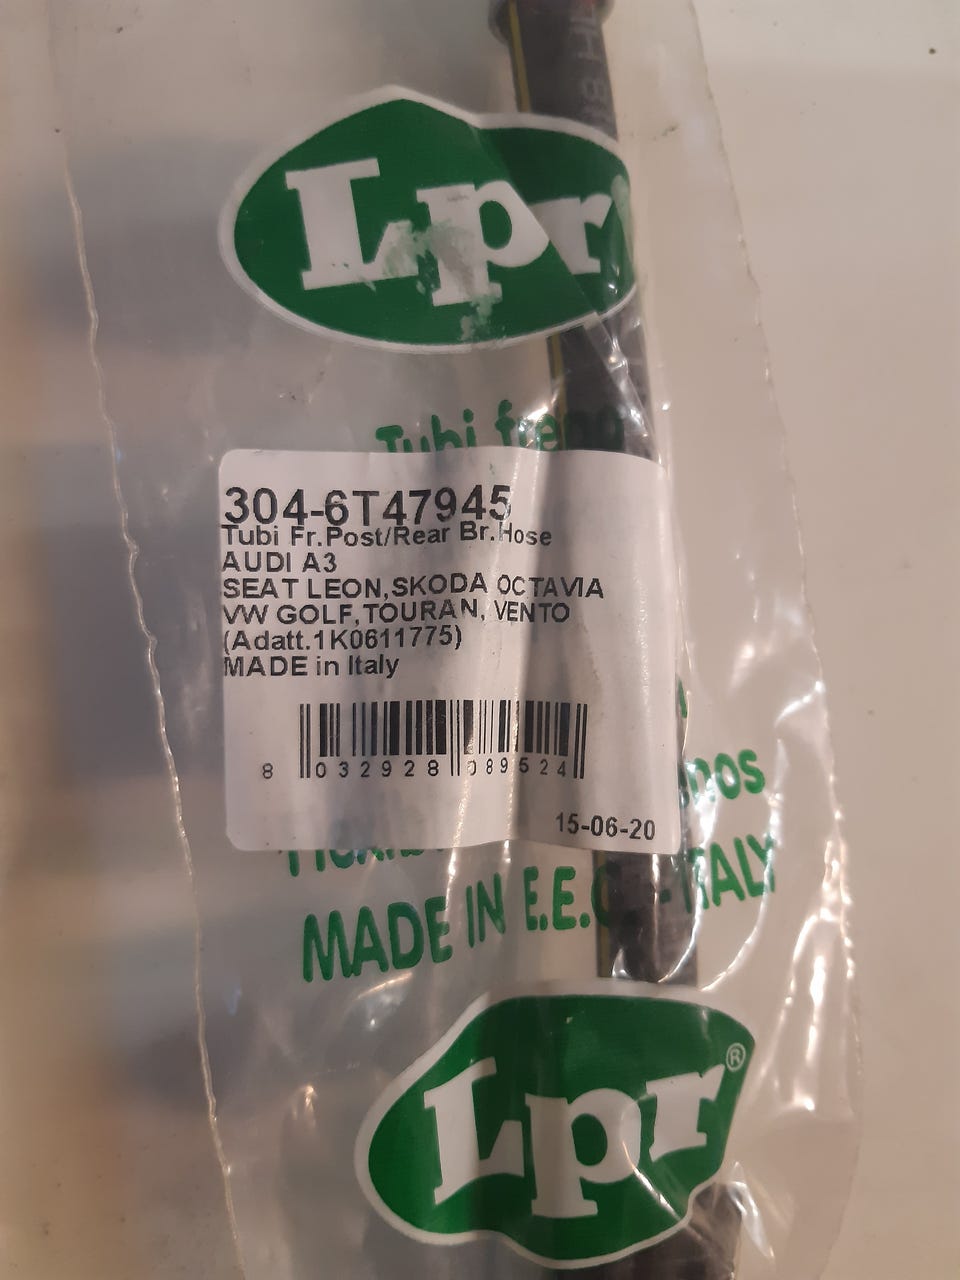 Lpr
Tubi freno
304-6T47945
Tubi Fr.Post/Rear Br.Hose
AUDI A3
SEAT LEON,SKODA OCTAVIA
VW GOLF,TOURAN, VENTO
(Adatt.1K0611775)
MADE in Italy
8 032928 089524
15-06-20
MADE IN E.E.C. - ITALY
Lpr®